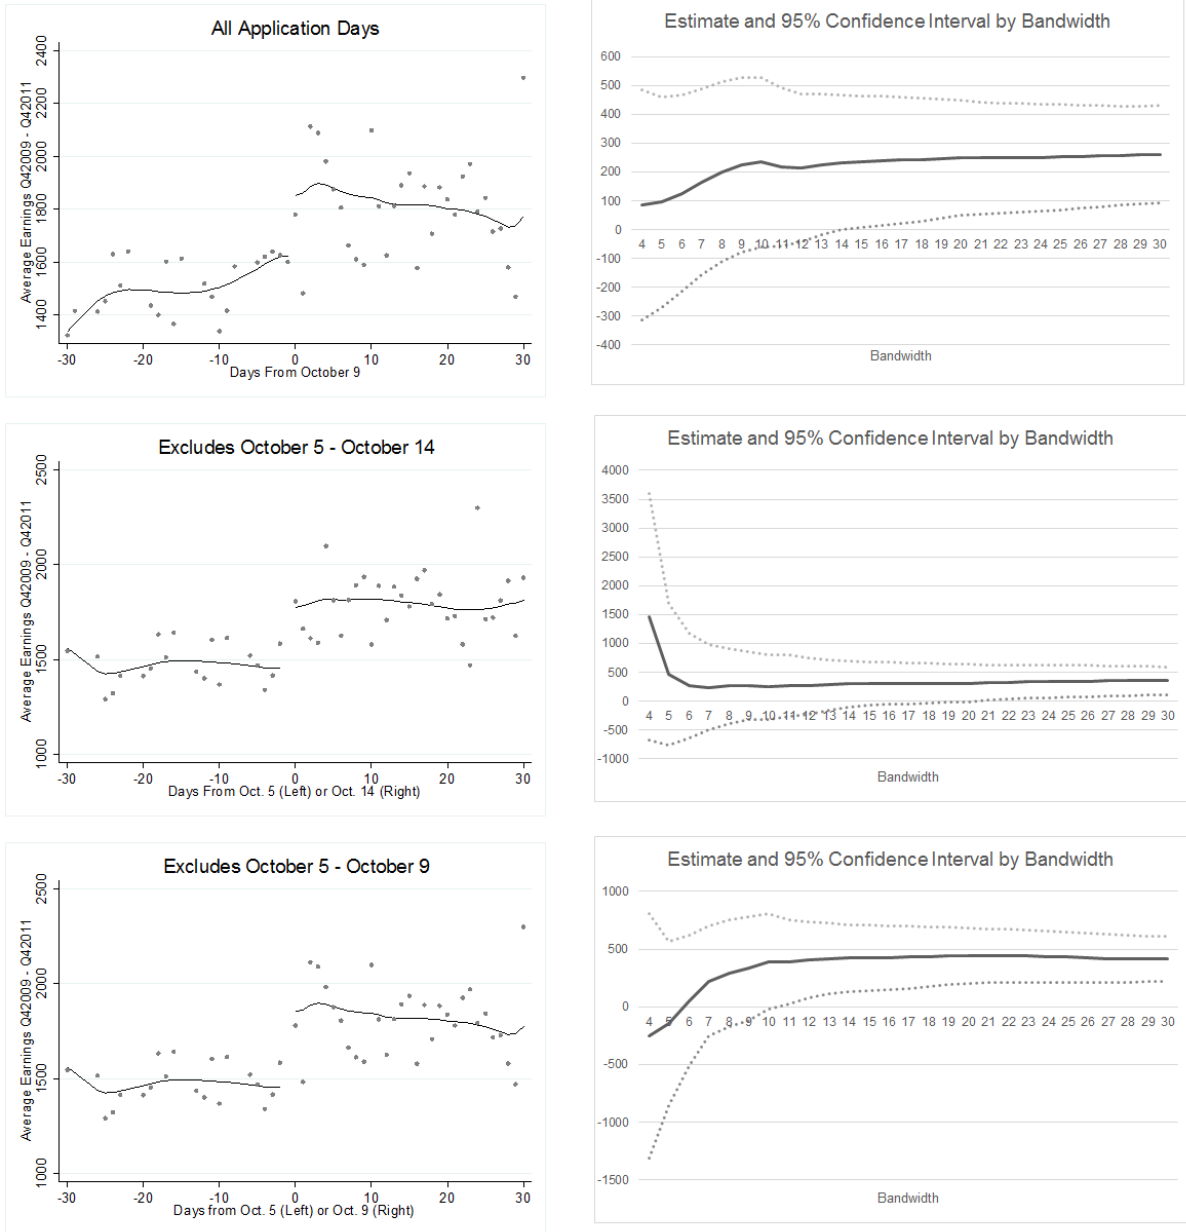 All Application Days
Average Earnings Q42009 - Q42011
2400
2200
2000
1800
1600
1400
-30 -20 -10 0 10 20 30
Days From October 9
Estimate and 95% Confidence Interval by Bandwidth
600
500
400
300
200
100
0
4 5 6 7 8 9 10 11 12 13 14 15 16 17 18 19 20 21 22 23 24 25 26 27 28 29 30
-100
-200
-300
-400
Bandwidth
Excludes October 5 - October 14
Average Earnings Q42009 - Q42011
2500
2000
1500
1000
-30 -20 -10 0 10 20 30
Days From Oct. 5 (Left) or Oct. 14 (Right)
Estimate and 95% Confidence Interval by Bandwidth
4000
3500
3000
2500
2000
1500
1000
500
0
4 5 6 7 8 9 10 11 12 13 14 15 16 17 18 19 20 21 22 23 24 25 26 27 28 29 30
-500
-1000
Bandwidth
Excludes October 5 - October 9
Average Earnings Q42009 - Q42011
2500
2000
1500
1000
-30 -20 -10 0 10 20 30
Days from Oct. 5 (Left) or Oct. 9 (Right)
Estimate and 95% Confidence Interval by Bandwidth
1000
500
0
4 5 6 7 8 9 10 11 12 13 14 15 16 17 18 19 20 21 22 23 24 25 26 27 28 29 30
-500
-1000
-1500
Bandwidth